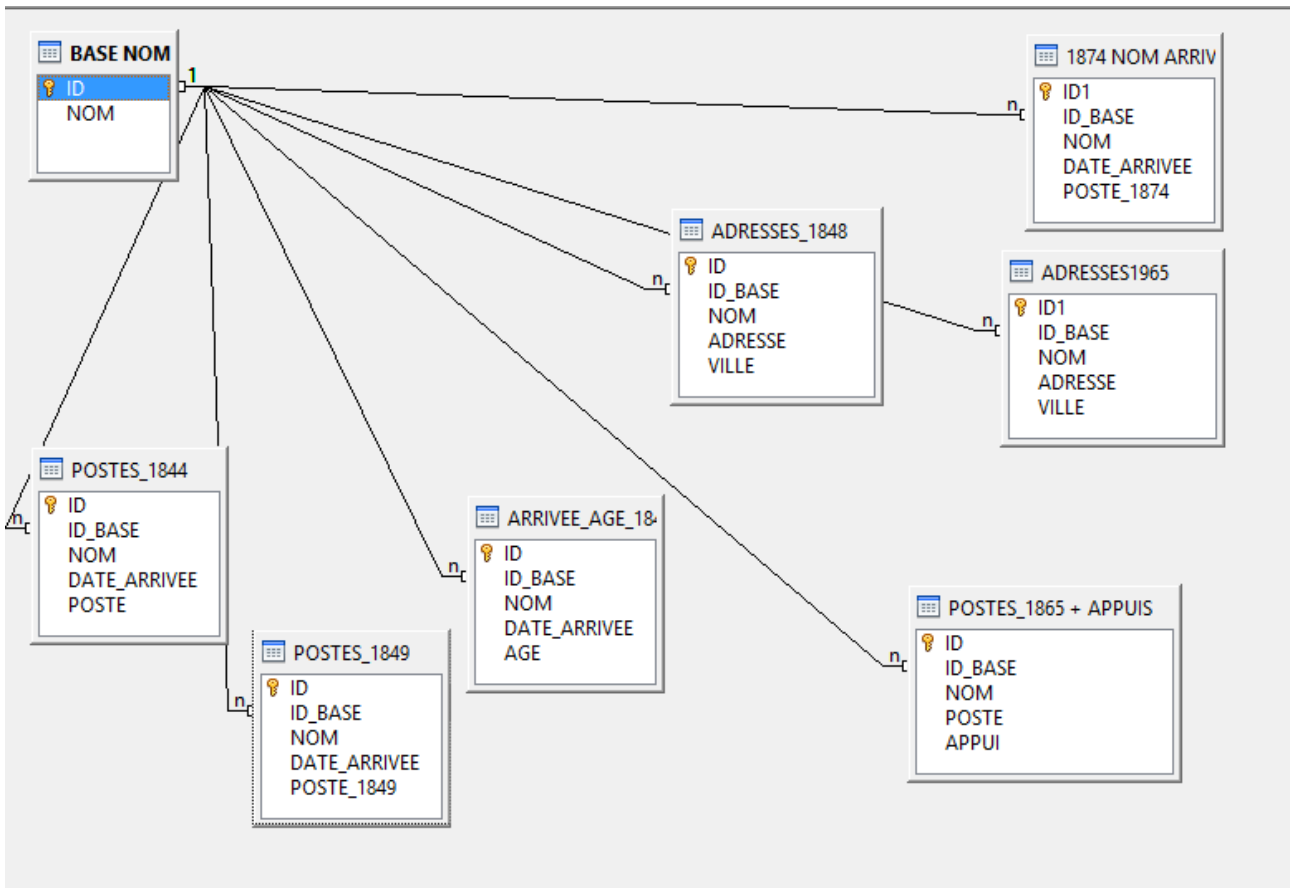 BASE NOM
ID
NOM
1
1874 NOM ARRIV
ID1
ID_BASE
NOM
DATE_ARRIVEE
POSTE_1874
n
ADRESSES_1848
ID
ID_BASE
NOM
ADRESSE
VILLE
n
ADRESSES1965
ID1
ID_BASE
NOM
ADRESSE
VILLE
n
POSTES_1844
ID
ID_BASE
NOM
DATE_ARRIVEE
POSTE
n
ARRIVEE_AGE_184
ID
ID_BASE
NOM
DATE_ARRIVEE
AGE
n
POSTES_1865 + APPUIS
ID
ID_BASE
NOM
POSTE
APPUI
n
POSTES_1849
ID
ID_BASE
NOM
DATE_ARRIVEE
POSTE_1849
n